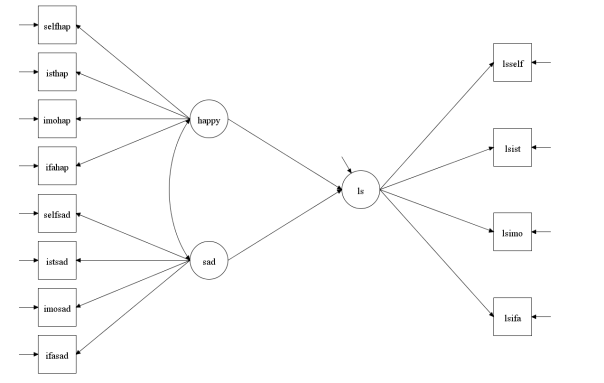 selfhap
isthap
imohap
ifahap
selfsad
istsad
imosad
ifasad
happy
sad
ls
lsself
lsist
lsimo
lsifa